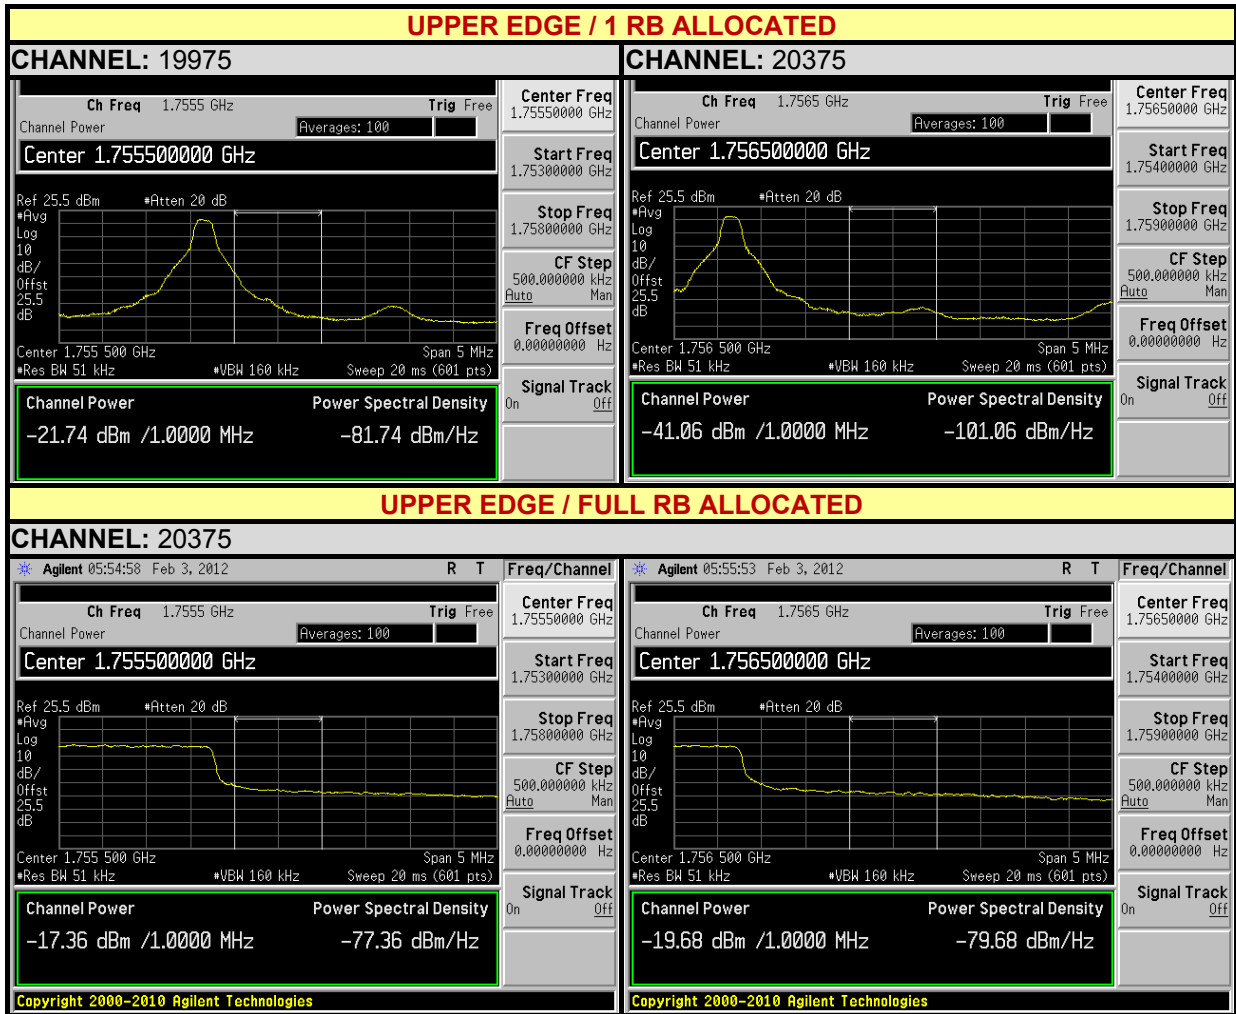 UPPER EDGE / 1 RB ALLOCATED
CHANNEL: 19975
Ch Freq 1.7555 GHz Trig Free
Channel Power Averages: 100
Center 1.755500000 GHz
Ref 25.5 dBm #Atten 20 dB
#Avg
Log
10
dB/
Offst
25.5
dB
Center 1.755 500 GHz Span 5 MHz
#Res BW 51 kHz #VBW 160 kHz Sweep 20 ms (601 pts)
Channel Power Power Spectral Density
-21.74 dBm /1.0000 MHz -81.74 dBm/Hz
Center Freq
1.75550000 GHz
Start Freq
1.75300000 GHz
Stop Freq
1.75800000 GHz
CF Step
500.000000 kHz
Auto Man
Freq Offset
0.00000000 Hz
Signal Track
On Off
CHANNEL: 20375
Ch Freq 1.7565 GHz Trig Free
Channel Power Averages: 100
Center 1.756500000 GHz
Ref 25.5 dBm #Atten 20 dB
#Avg
Log
10
dB/
Offst
25.5
dB
Center 1.756 500 GHz Span 5 MHz
#Res BW 51 kHz #VBW 160 kHz Sweep 20 ms (601 pts)
Channel Power Power Spectral Density
-41.06 dBm /1.0000 MHz -101.06 dBm/Hz
Center Freq
1.75650000 GHz
Start Freq
1.75400000 GHz
Stop Freq
1.75900000 GHz
CF Step
500.000000 kHz
Auto Man
Freq Offset
0.00000000 Hz
Signal Track
On Off
UPPER EDGE / FULL RB ALLOCATED
CHANNEL: 20375
Agilent 05:54:58 Feb 3, 2012 R T
Ch Freq 1.7555 GHz Trig Free
Channel Power Averages: 100
Center 1.755500000 GHz
Ref 25.5 dBm #Atten 20 dB
#Avg
Log
10
dB/
Offst
25.5
dB
Center 1.755 500 GHz Span 5 MHz
#Res BW 51 kHz #VBW 160 kHz Sweep 20 ms (601 pts)
Channel Power Power Spectral Density
-17.36 dBm /1.0000 MHz -77.36 dBm/Hz
Copyright 2000-2010 Agilent Technologies
Freq/Channel
Center Freq
1.75550000 GHz
Start Freq
1.75300000 GHz
Stop Freq
1.75800000 GHz
CF Step
500.000000 kHz
Auto Man
Freq Offset
0.00000000 Hz
Signal Track
On Off
Agilent 05:55:53 Feb 3, 2012 R T
Ch Freq 1.7565 GHz Trig Free
Channel Power Averages: 100
Center 1.756500000 GHz
Ref 25.5 dBm #Atten 20 dB
#Avg
Log
10
dB/
Offst
25.5
dB
Center 1.756 500 GHz Span 5 MHz
#Res BW 51 kHz #VBW 160 kHz Sweep 20 ms (601 pts)
Channel Power Power Spectral Density
-19.68 dBm /1.0000 MHz -79.68 dBm/Hz
Copyright 2000-2010 Agilent Technologies
Freq/Channel
Center Freq
1.75650000 GHz
Start Freq
1.75400000 GHz
Stop Freq
1.75900000 GHz
CF Step
500.000000 kHz
Auto Man
Freq Offset
0.00000000 Hz
Signal Track
On Off